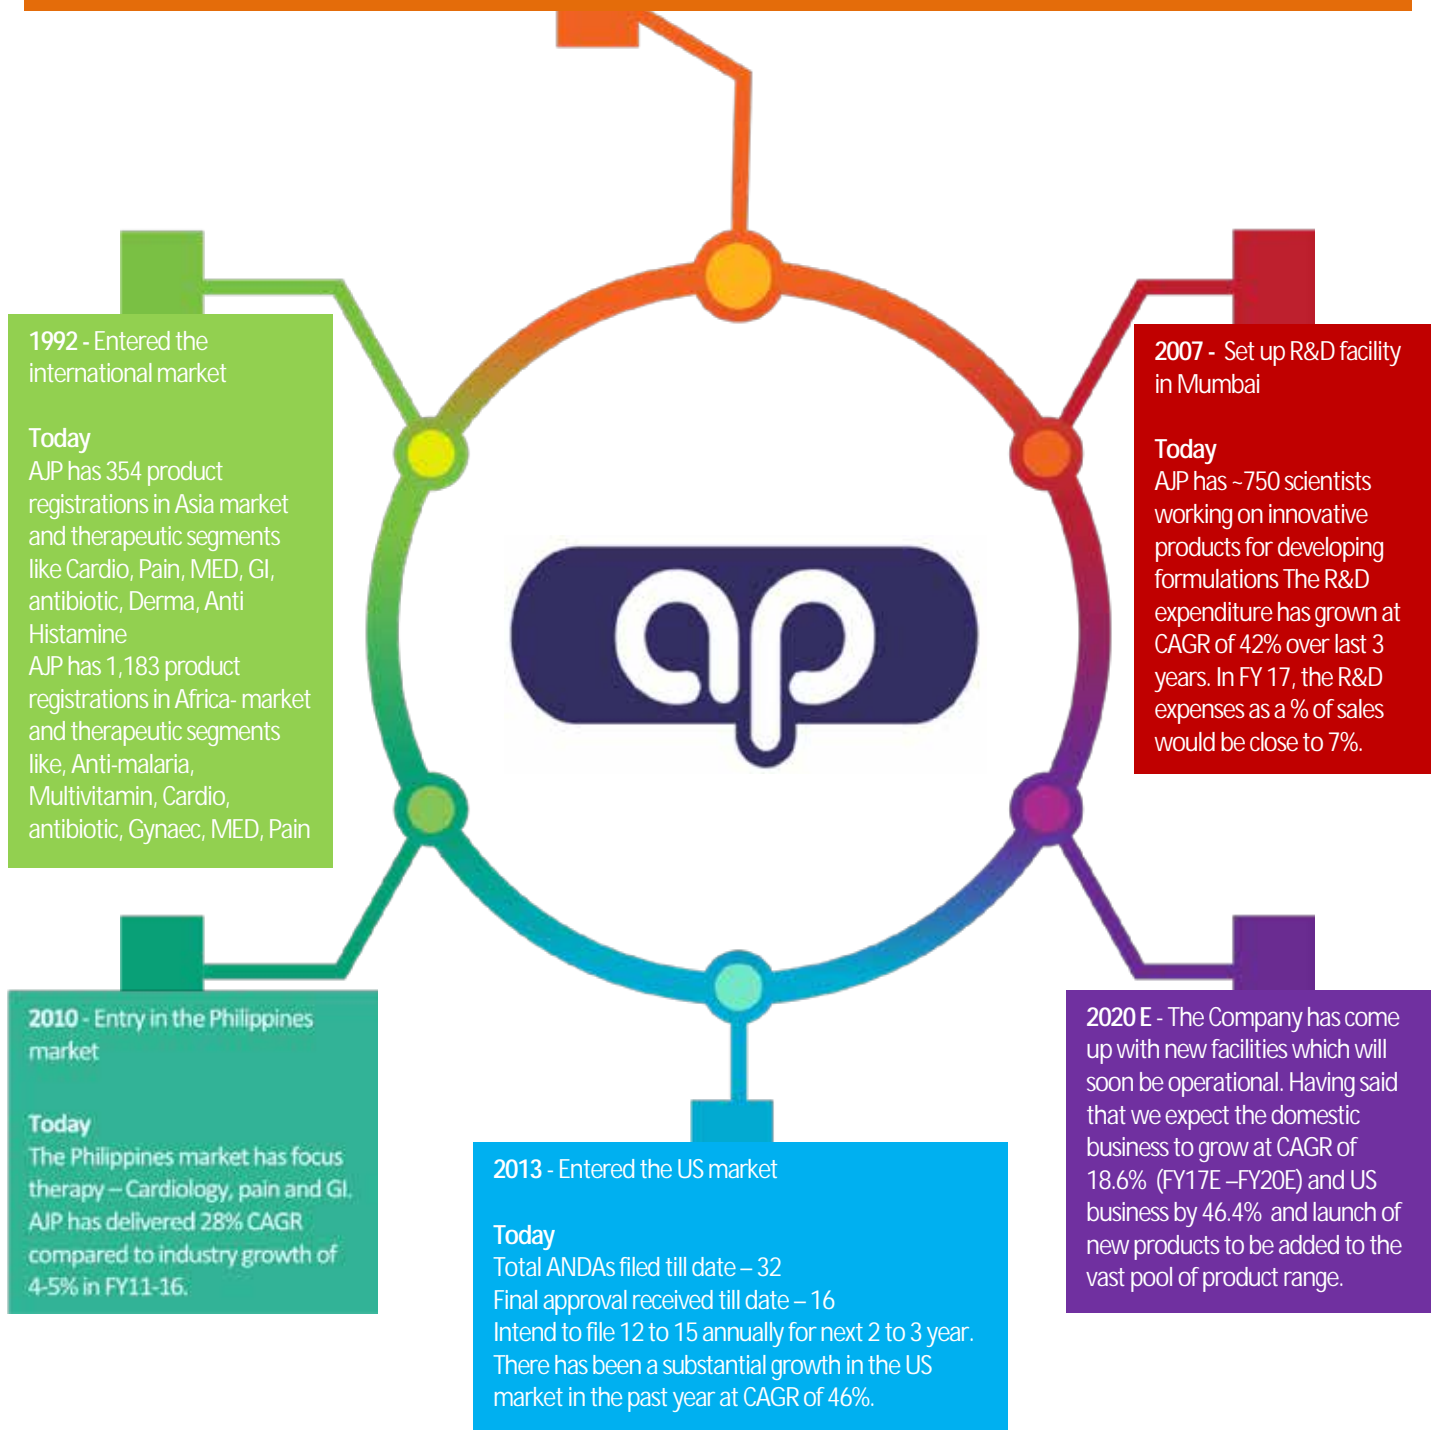 1992 - Entered the
international market
Today
AJP has 354 product
registrations in Asia market
and therapeutic segments
like Cardio, Pain, MED, GI,
antibiotic, Derma, Anti
Histamine
AJP has 1,183 product
registrations in Africa- market
and therapeutic segments
like, Anti-malaria,
Multivitamin, Cardio,
antibiotic, Gynaec, MED, Pain
2007 - Set up R&D facility
in Mumbai
Today
AJP has ~750 scientists
working on innovative
products for developing
formulations The R&D
expenditure has grown at
CAGR of 42% over last 3
years. In FY 17, the R&D
expenses as a % of sales
would be close to 7%.
ap
2010 - Entry in the Philippines
market
Today
The Philippines market has focus
therapy – Cardiology, pain and GI.
AJP has delivered 28% CAGR
compared to industry growth of
4-5% in FY11-16.
2013 - Entered the US market
Today
Total ANDAs filed till date – 32
Final approval received till date – 16
Intend to file 12 to 15 annually for next 2 to 3 year.
There has been a substantial growth in the US
market in the past year at CAGR of 46%.
2020 E - The Company has come
up with new facilities which will
soon be operational. Having said
that we expect the domestic
business to grow at CAGR of
18.6% (FY17E –FY20E) and US
business by 46.4% and launch of
new products to be added to the
vast pool of product range.